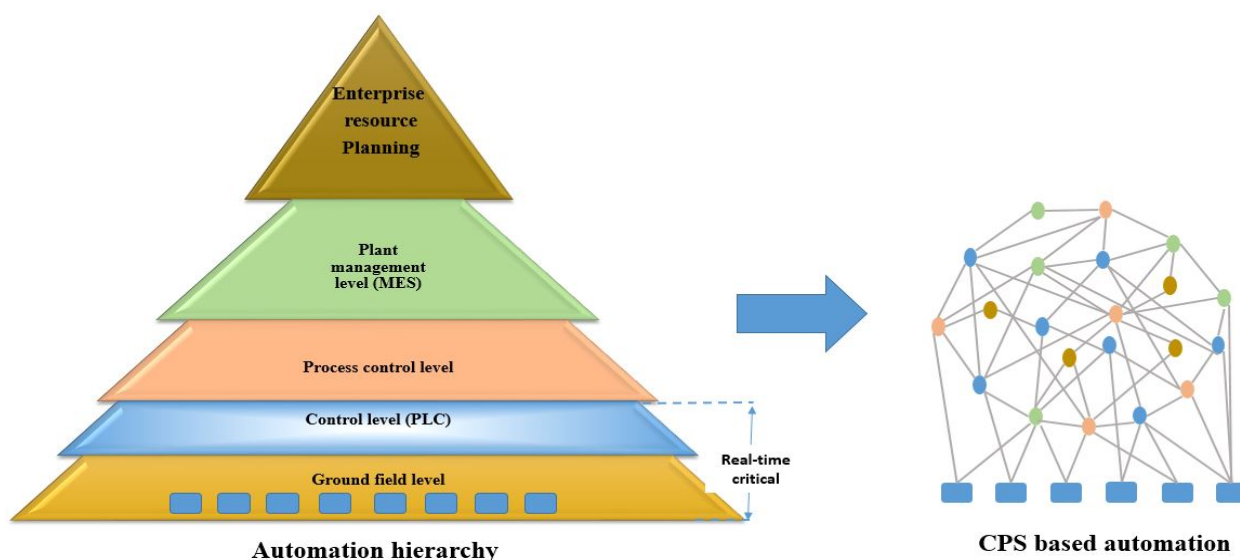 Enterprise
resource
Planning
Plant
management
level (MES)
Process control level
Control level (PLC)
Ground field level
Real-time
critical
Automation hierarchy
CPS based automation